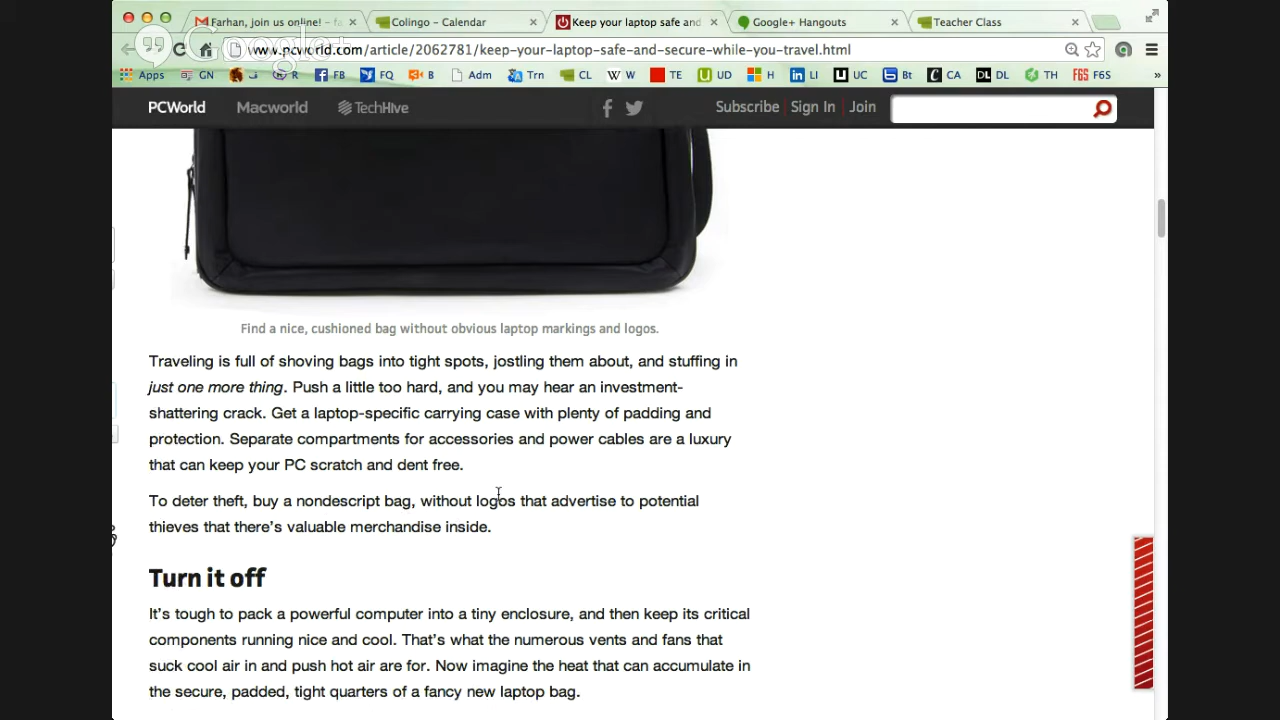 Farhan, join us online! – fa
Colingo – Calendar
Keep your laptop safe and
Google+ Hangouts
Teacher Class
Google+
www.pcworld.com/article/2062781/keep-your-laptop-safe-and-secure-while-you-travel.html
Apps GN ف R FB FQ B Adm Trn CL W W TE UD H LI UC Bt CA DL DL TH F6S F6S »
PCWorld Macworld TechHive Subscribe Sign In Join
Find a nice, cushioned bag without obvious laptop markings and logos.
Traveling is full of shoving bags into tight spots, jostling them about, and stuffing in
just one more thing. Push a little too hard, and you may hear an investment-
shattering crack. Get a laptop-specific carrying case with plenty of padding and
protection. Separate compartments for accessories and power cables are a luxury
that can keep your PC scratch and dent free.
To deter theft, buy a nondescript bag, without logos that advertise to potential
thieves that there's valuable merchandise inside.
Turn it off
It's tough to pack a powerful computer into a tiny enclosure, and then keep its critical
components running nice and cool. That's what the numerous vents and fans that
suck cool air in and push hot air are for. Now imagine the heat that can accumulate in
the secure, padded, tight quarters of a fancy new laptop bag.